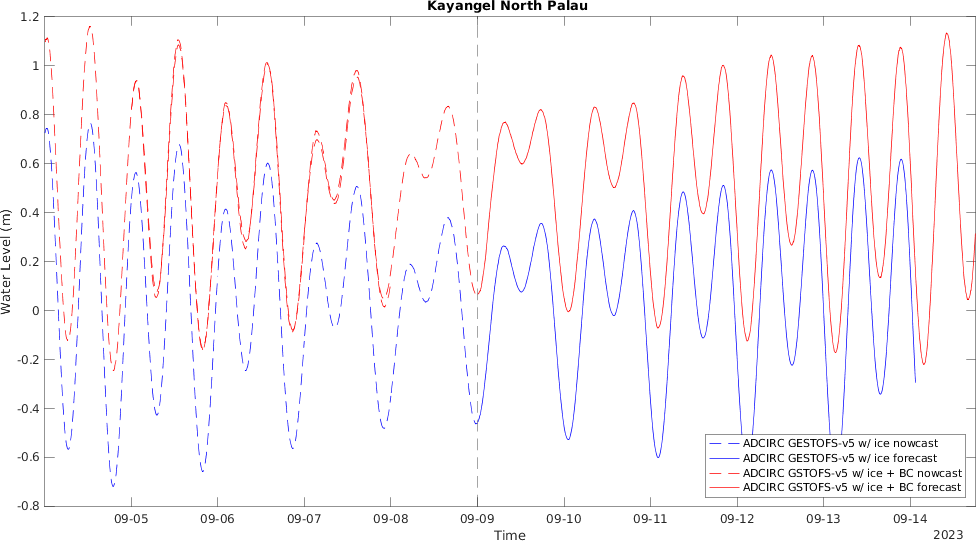 Kayangel North Palau
Water Level (m)
1.2
1
0.8
0.6
0.4
0.2
0
-0.2
-0.4
-0.6
-0.8
ADCIRC GESTOFS-v5 w/ ice nowcast
ADCIRC GESTOFS-v5 w/ ice forecast
ADCIRC GSTOFS-v5 w/ ice + BC nowcast
ADCIRC GSTOFS-v5 w/ ice + BC forecast
09-05 09-06 09-07 09-08 09-09 09-10 09-11 09-12 09-13 09-14
Time
2023